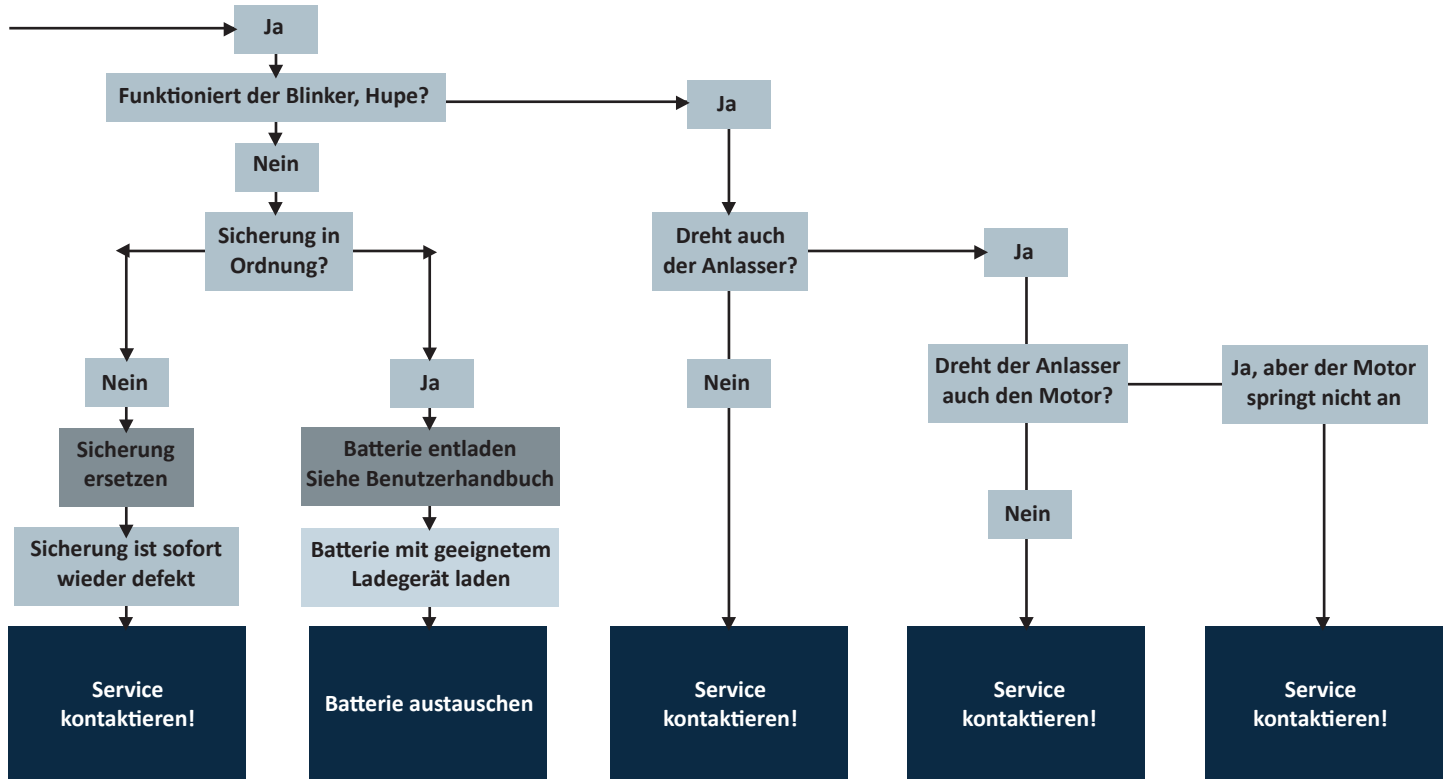 Ja
Funktioniert der Blinker, Hupe?
Ja
Nein
Sicherung in
Ordnung?
Dreht auch
der Anlasser?
Ja
Nein
Ja
Nein
Dreht der Anlasser
auch den Motor?
Ja, aber der Motor
springt nicht an
Sicherung
ersetzen
Batterie entladen
Siehe Benutzerhandbuch
Nein
Sicherung ist sofort
wieder defekt
Batterie mit geeignetem
Ladegerät laden
Service
kontaktieren!
Batterie austauschen
Service
kontaktieren!
Service
kontaktieren!
Service
kontaktieren!